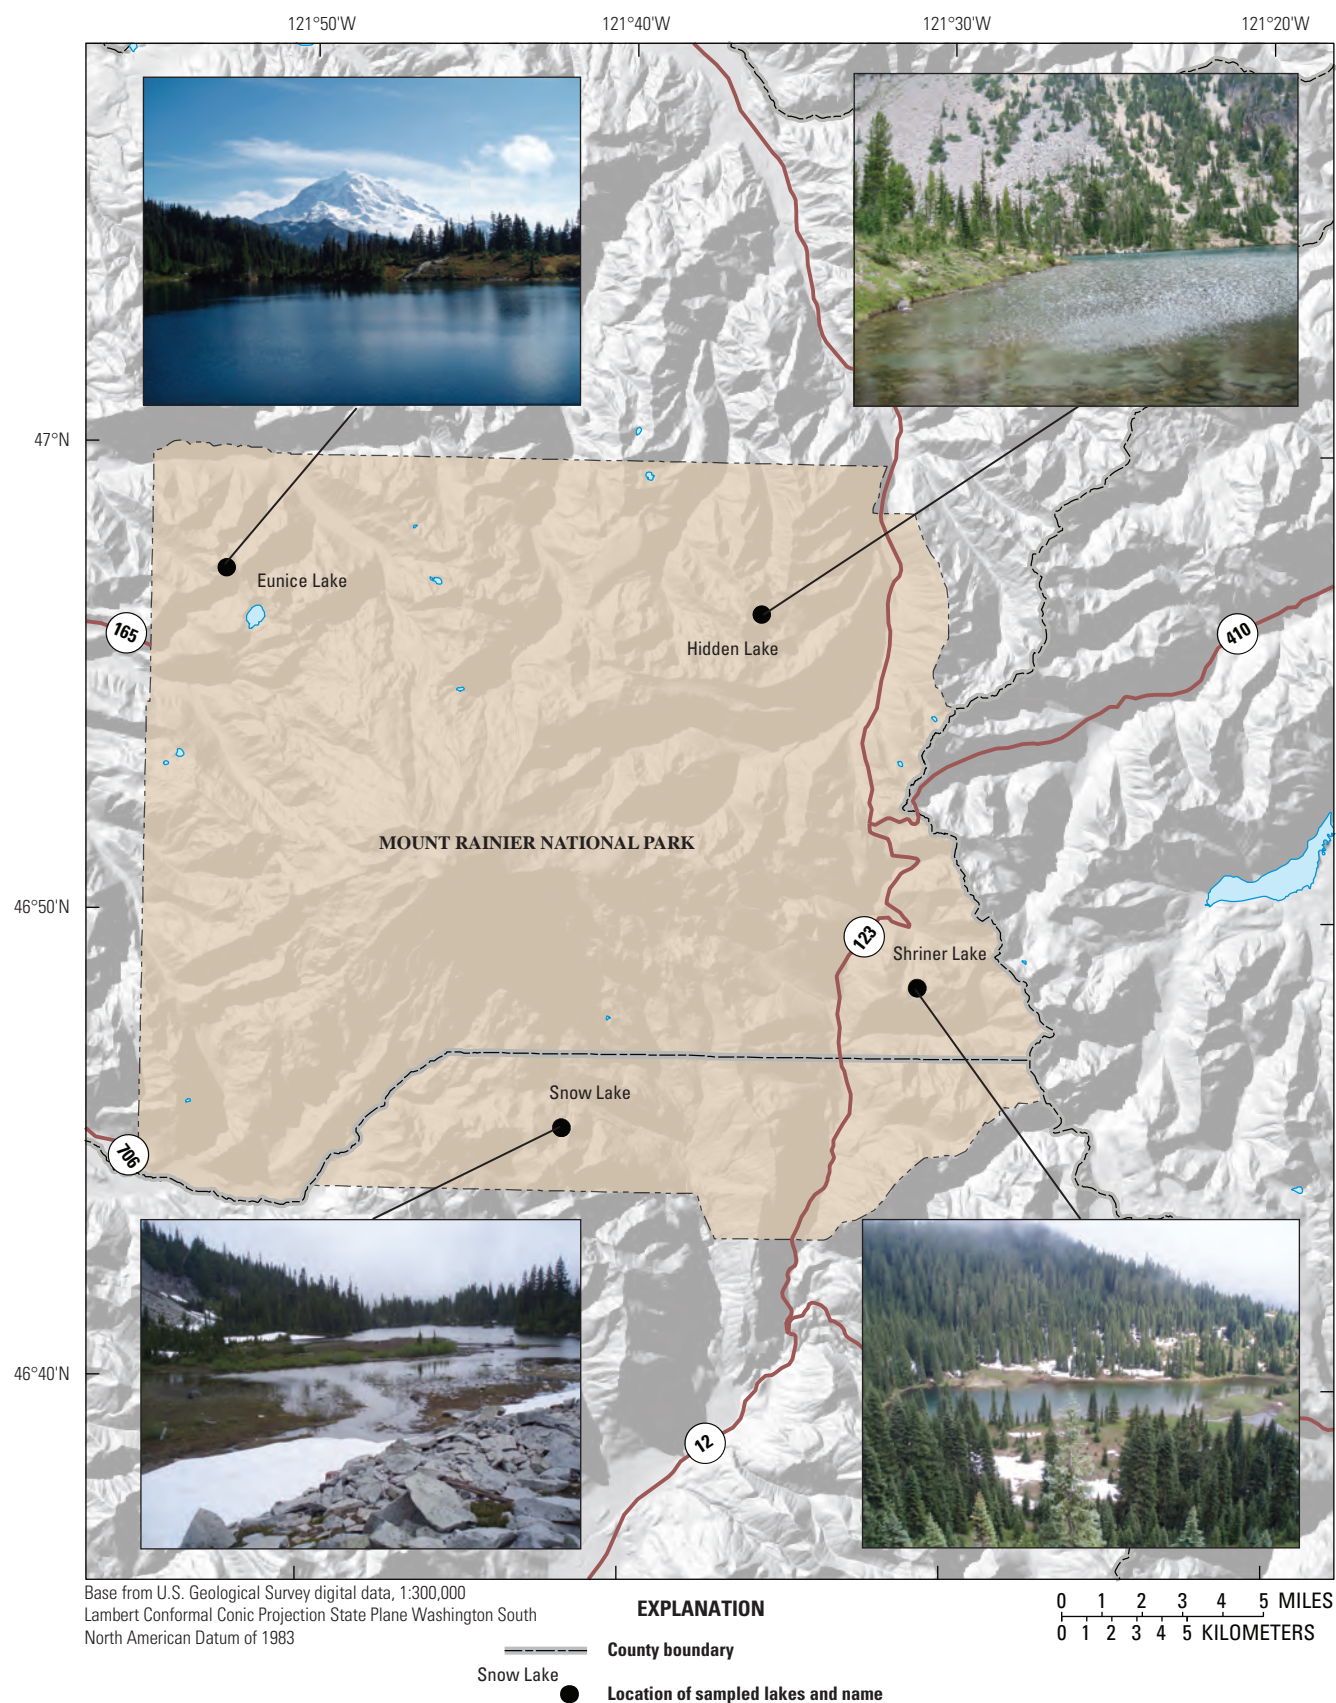 121°50'W
121°40'W
121°30'W
121°20'W
47°N
Eunice Lake
165
Hidden Lake
410
MOUNT RAINIER NATIONAL PARK
46°50'N
123
Shriner Lake
Snow Lake
706
46°40'N
12
Base from U.S. Geological Survey digital data, 1:300,000
Lambert Conformal Conic Projection State Plane Washington South
North American Datum of 1983
EXPLANATION
County boundary
Snow Lake
Location of sampled lakes and name
0 1 2 3 4 5 MILES
0 1 2 3 4 5 KILOMETERS